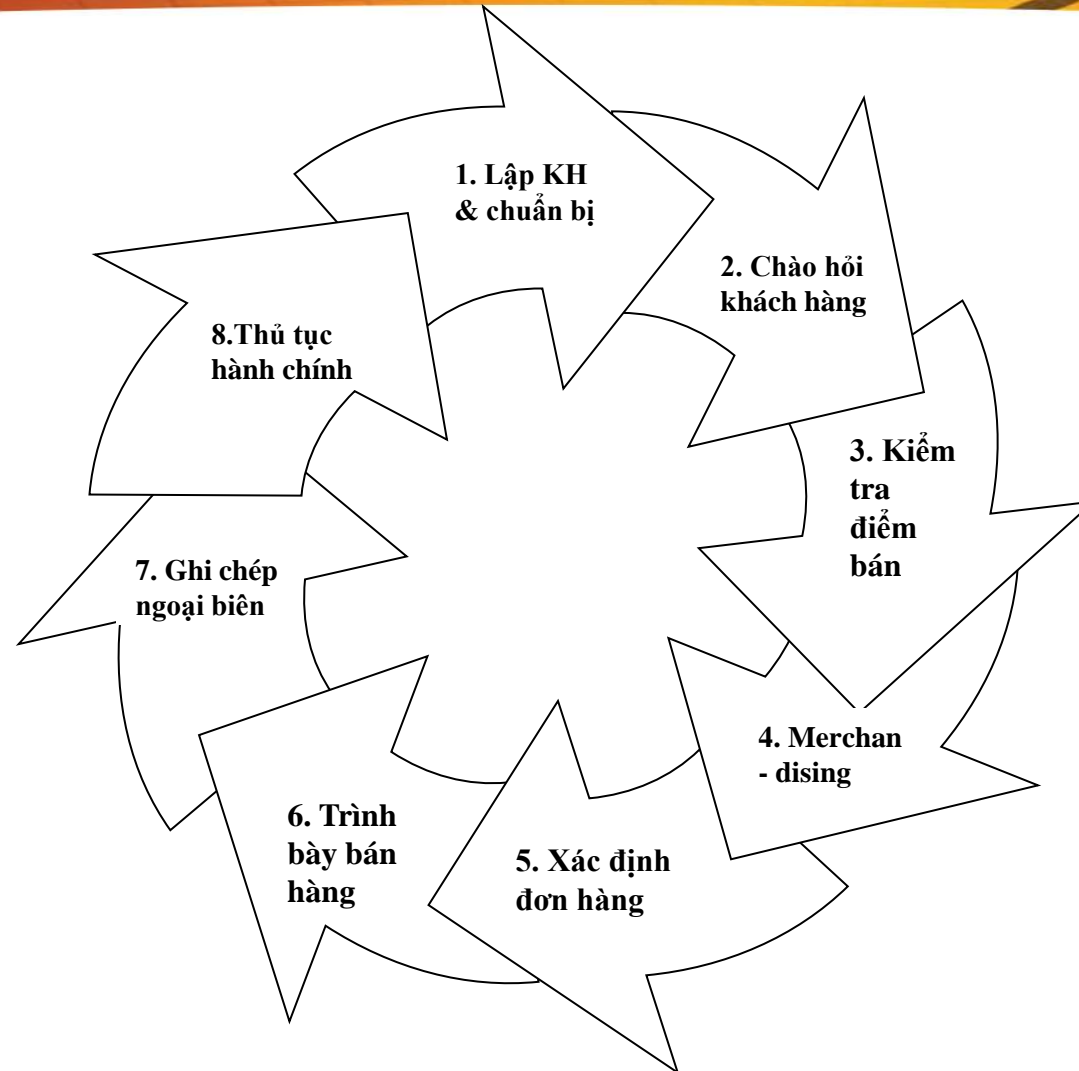 1. Lập KH
& chuẩn bị
2. Chào hỏi
khách hàng
3. Kiểm
tra
điểm
bán
4. Merchan
- dising
5. Xác định
đơn hàng
6. Trình
bày bán
hàng
7. Ghi chép
ngoại biên
8.Thủ tục
hành chính